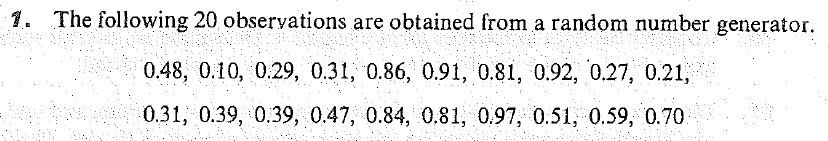 1. The following 20 observations are obtained from a random number generator.
0.48, 0.10, 0.29, 0.31, 0.86, 0.91, 0.81, 0.92, 0.27, 0.21,
0.31, 0.39, 0.39, 0.47, 0.84, 0.81, 0.97, 0.51, 0.59, 0.70